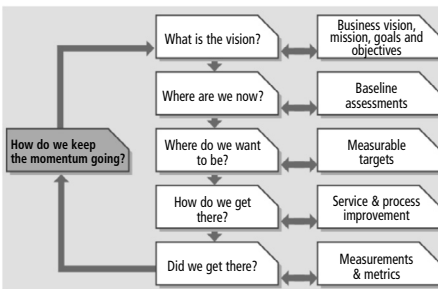 What is the vision?
Business vision,
mission, goals and
objectives
Where are we now?
Baseline
assessments
How do we keep
the momentum going?
Where do we want
to be?
Measurable
targets
How do we get
there?
Service & process
improvement
Did we get there?
Measurements
& metrics